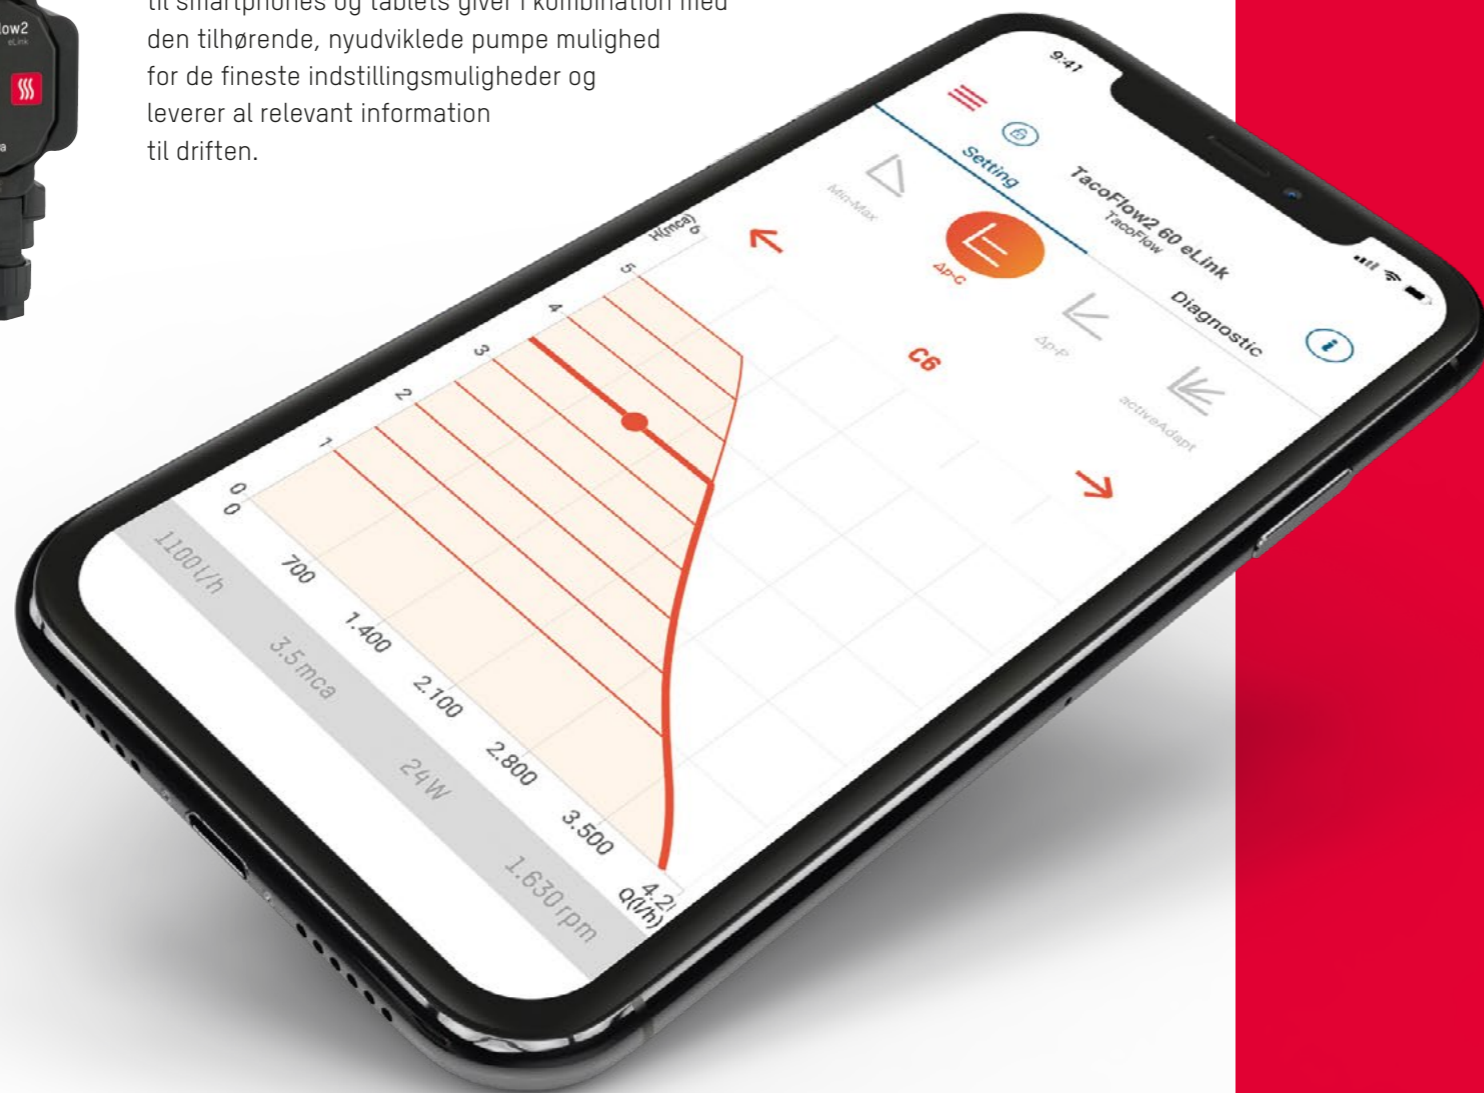 til smartphones og tablets giver i kombination med
den tilhørende, nyudviklede pumpe mulighed
for de fineste indstillingsmuligheder og
leverer al relevant information
til driften.
low2
eLink
9:41
TacoFlow2 60 eLink
TacoFlow
Setting
Diagnostic
i
Min-Max
Δp-C
Δp-P
activeAdapt
C6
H(mca)
5
4
3
2
1
0
0
700
1.400
2.100
2.800
3.500
Q(l/h)
1100l/h
3.5mca
24W
1.630rpm